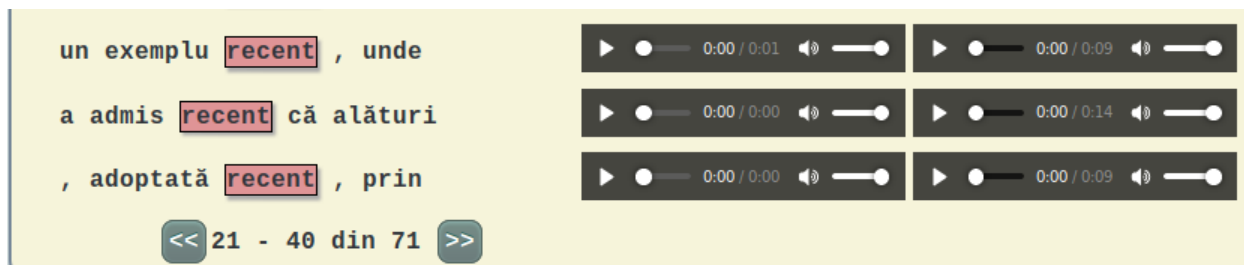 un exemplu recent , unde 0:00 / 0:01 0:00 / 0:09
a admis recent că alături 0:00 / 0:00 0:00 / 0:14
, adoptată recent , prin 0:00 / 0:00 0:00 / 0:09
<< 21 - 40 din 71 >>